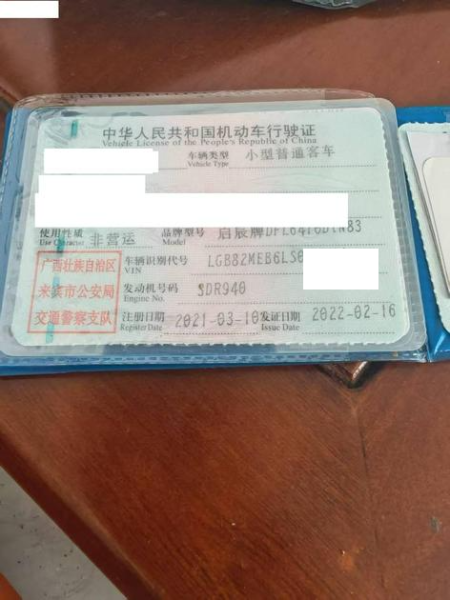 中华人民共和国机动车行驶证
Vehicle License of the People's Republic of China
车辆类型 小型普通客车
Vehicle Type
使用性质 非营运 品牌型号 启辰牌
Use Character Model
车辆识别代号 LGB82MEB6LS0
VIN
发动机号码 SDR940
Engine No.
注册日期 2021-03-10 发证日期 2022-02-16
Register Date Issue Date
广西壮族自治区
来宾市公安局
交通警察支队